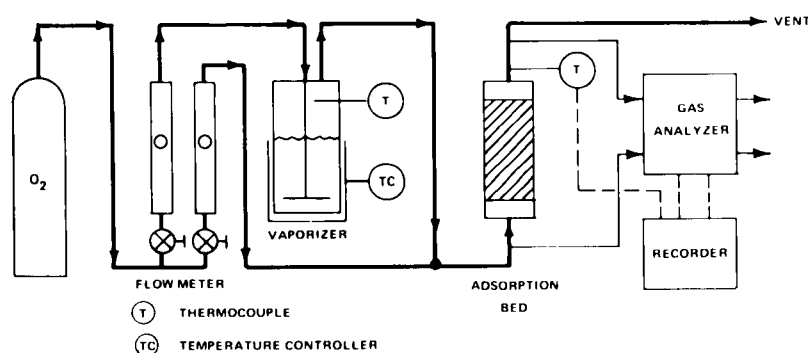 VENT
T
T
GAS
ANALYZER
O2
TC
VAPORIZER
RECORDER
FLOW METER
ADSORPTION
BED
T THERMOCOUPLE
TC TEMPERATURE CONTROLLER